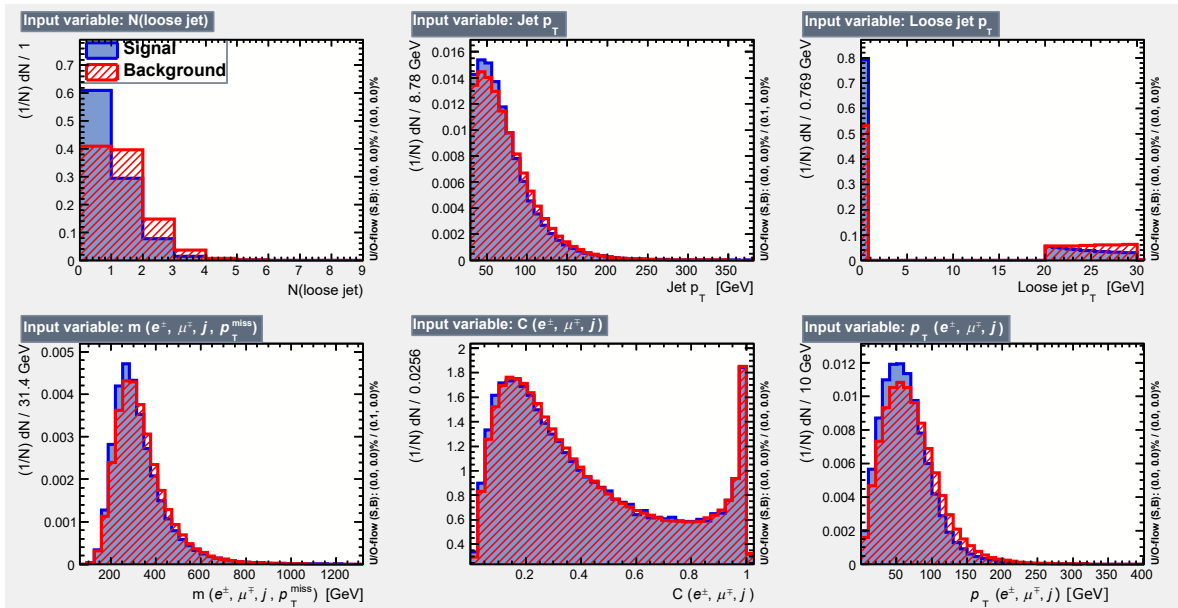 Input variable: N(loose jet)
(1/N) dN / 1
Signal
Background
0.7
0.6
0.5
0.4
0.3
0.2
0.1
0
0 1 2 3 4 5 6 7 8 9
N(loose jet)
U/O-flow (S,B): (0.0, 0.0)% / (0.0, 0.0)%
Input variable: Jet p_T
(1/N) dN / 8.78 GeV
0.016
0.014
0.012
0.01
0.008
0.006
0.004
0.002
0
50 100 150 200 250 300 350
Jet p_T [GeV]
U/O-flow (S,B): (0.0, 0.0)% / (0.1, 0.0)%
Input variable: Loose jet p_T
(1/N) dN / 0.769 GeV
0.9
0.8
0.7
0.6
0.5
0.4
0.3
0.2
0.1
0
0 5 10 15 20 25 30
Loose jet p_T [GeV]
U/O-flow (S,B): (0.0, 0.0)% / (0.0, 0.0)%
Input variable: m (e±, μ∓, j, p_T^miss)
(1/N) dN / 31.4 GeV
0.005
0.004
0.003
0.002
0.001
0
200 400 600 800 1000 1200
m (e±, μ∓, j, p_T^miss) [GeV]
U/O-flow (S,B): (0.0, 0.0)% / (0.1, 0.0)%
Input variable: C (e±, μ∓, j)
(1/N) dN / 0.0256
2
1.8
1.6
1.4
1.2
1
0.8
0.6
0.4
0.2 0.4 0.6 0.8 1
C (e±, μ∓, j)
U/O-flow (S,B): (0.0, 0.0)% / (0.0, 0.0)%
Input variable: p_T (e±, μ∓, j)
(1/N) dN / 10 GeV
0.012
0.01
0.008
0.006
0.004
0.002
0
50 100 150 200 250 300 350 400
p_T (e±, μ∓, j) [GeV]
U/O-flow (S,B): (0.0, 0.0)% / (0.0, 0.0)%